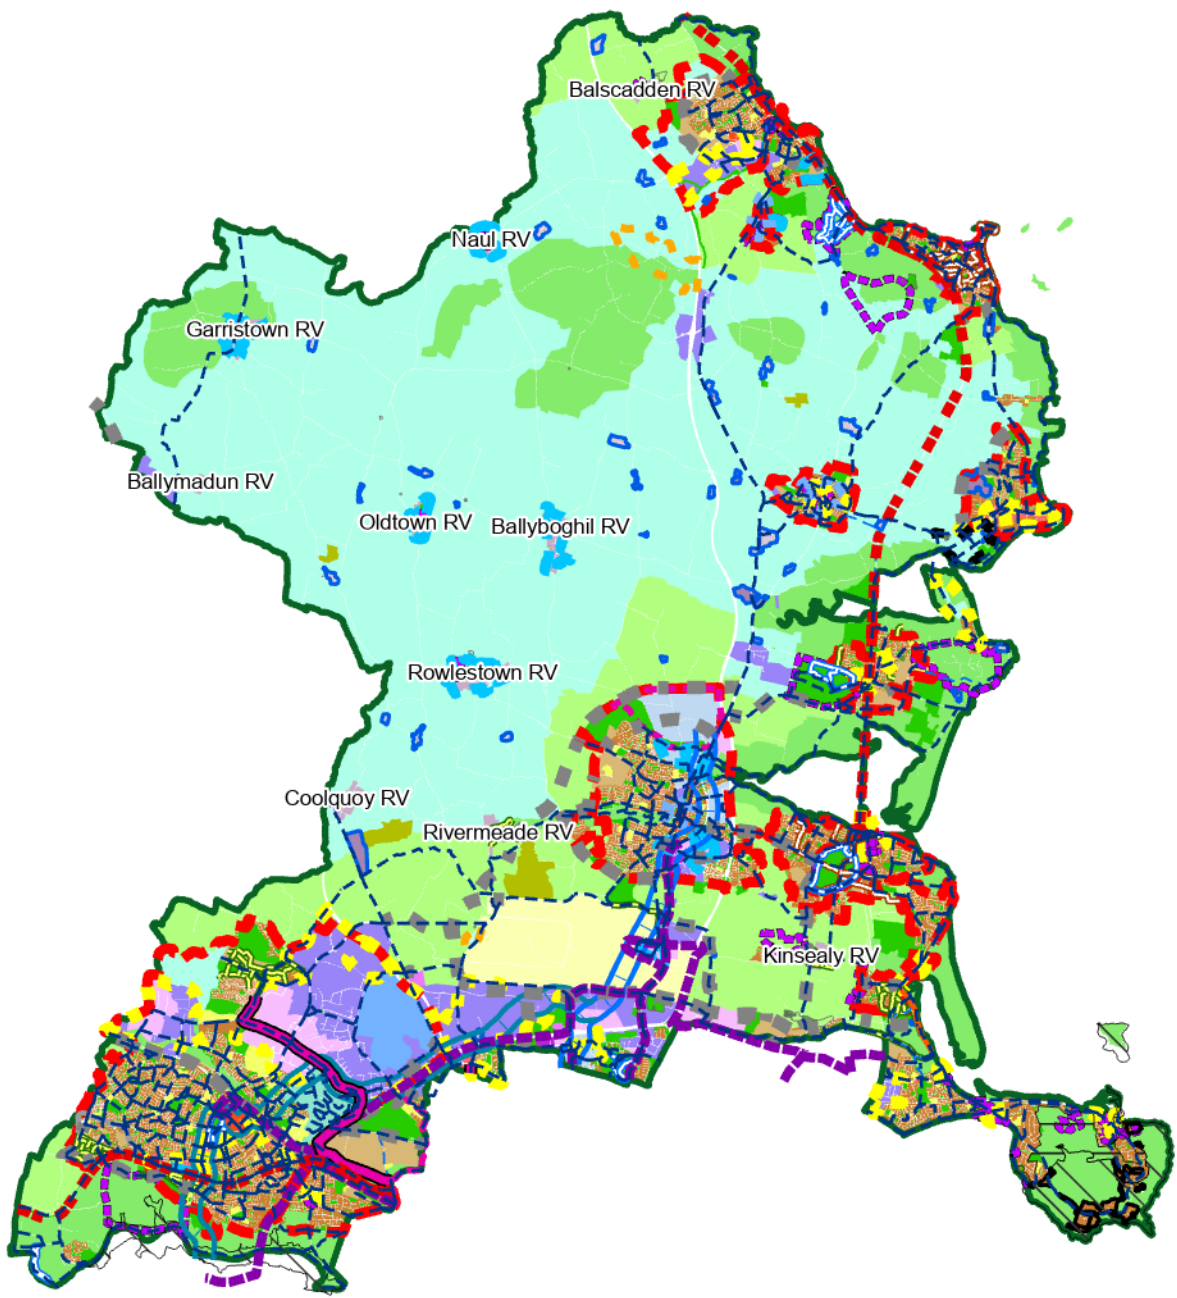 Balscadden RV
Naul RV
Garristown RV
Ballymadun RV
Oldtown RV
Ballyboghil RV
Rowlestown RV
Coolquoy RV
Rivermeade RV
Kinsealy RV